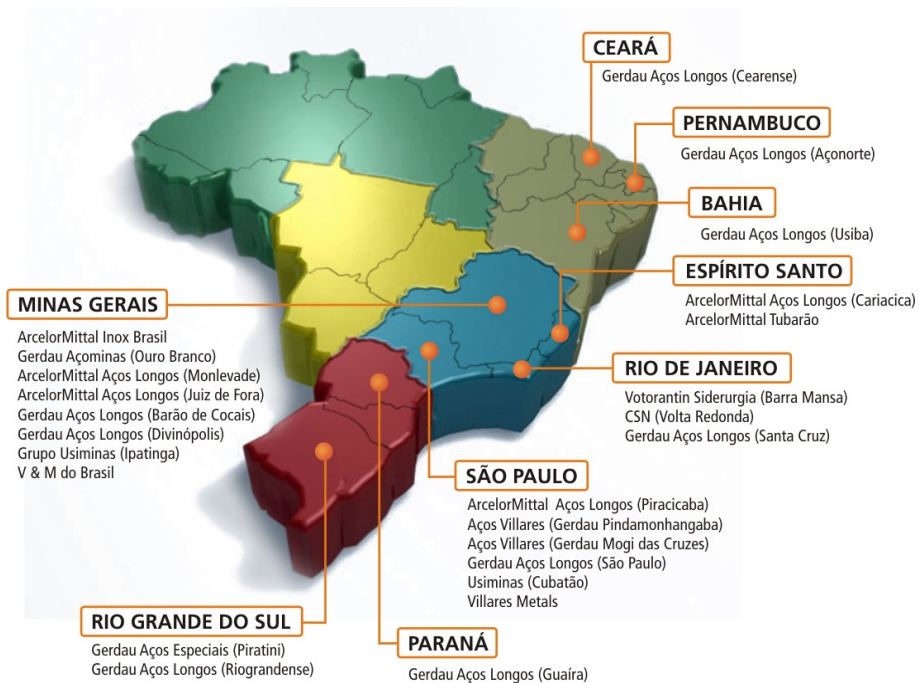 CEARÁ
Gerdau Aços Longos (Cearense)
PERNAMBUCO
Gerdau Aços Longos (Açonorte)
BAHIA
Gerdau Aços Longos (Usiba)
ESPÍRITO SANTO
ArcelorMittal Aços Longos (Cariacica)
ArcelorMittal Tubarão
MINAS GERAIS
ArcelorMittal Inox Brasil
Gerdau Açominas (Ouro Branco)
ArcelorMittal Aços Longos (Monlevade)
ArcelorMittal Aços Longos (Juiz de Fora)
Gerdau Aços Longos (Barão de Cocais)
Gerdau Aços Longos (Divinópolis)
Grupo Usiminas (Ipatinga)
V & M do Brasil
RIO DE JANEIRO
Votorantin Siderurgia (Barra Mansa)
CSN (Volta Redonda)
Gerdau Aços Longos (Santa Cruz)
SÃO PAULO
ArcelorMittal Aços Longos (Piracicaba)
Aços Villares (Gerdau Pindamonhangaba)
Aços Villares (Gerdau Mogi das Cruzes)
Gerdau Aços Longos (São Paulo)
Usiminas (Cubatão)
Villares Metals
RIO GRANDE DO SUL
Gerdau Aços Especiais (Piratini)
Gerdau Aços Longos (Riograndense)
PARANÁ
Gerdau Aços Longos (Guaíra)